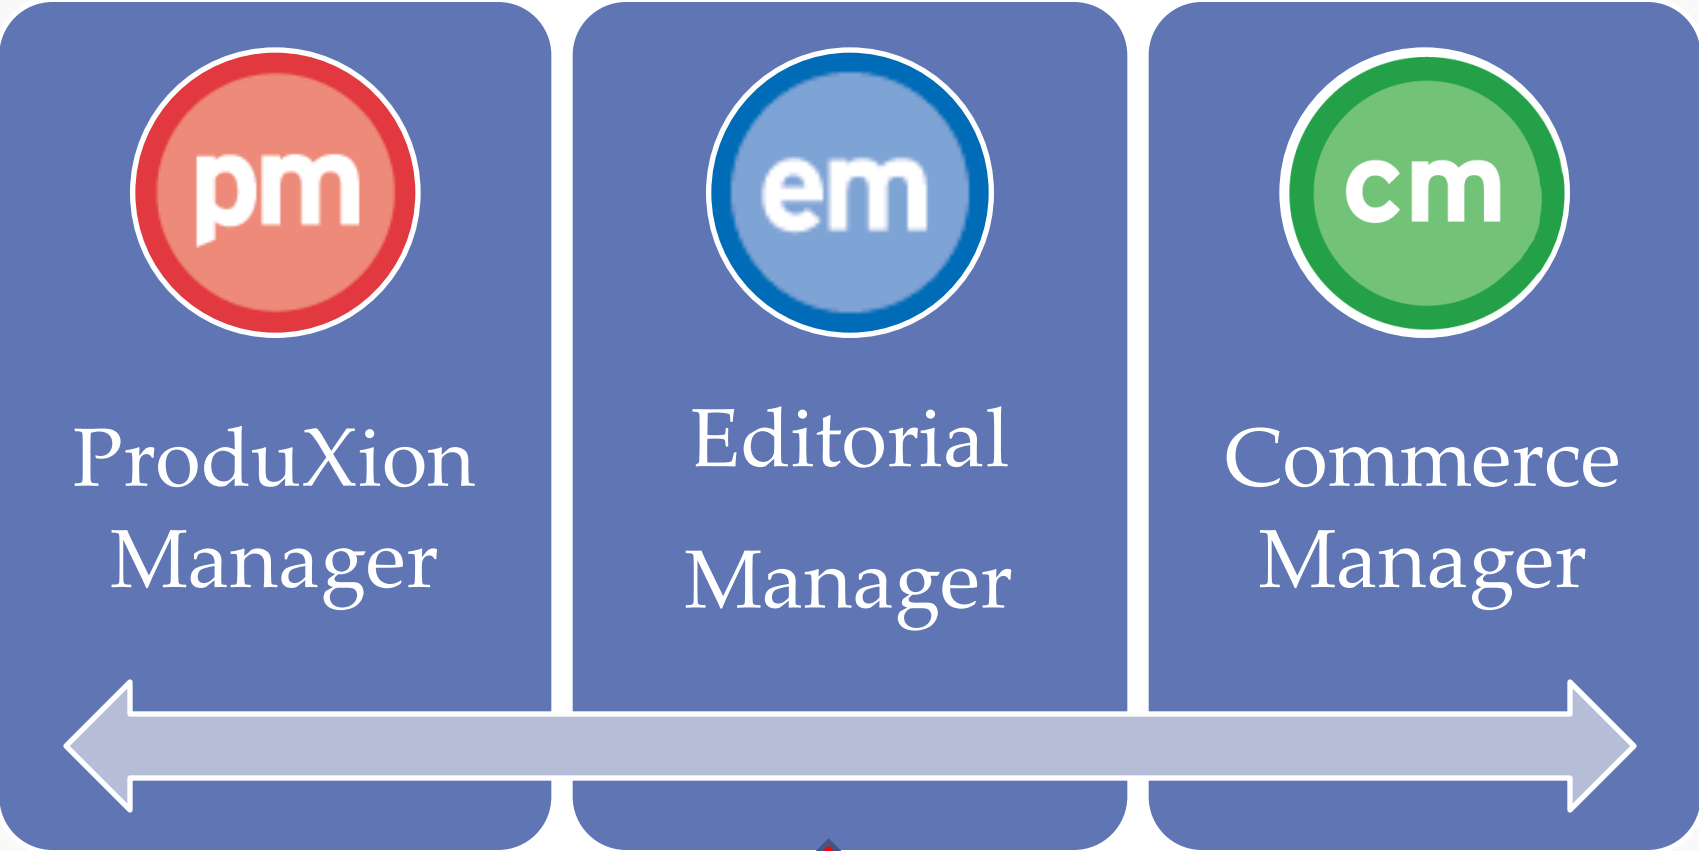 pm
ProduXion
Manager
em
Editorial
Manager
cm
Commerce
Manager